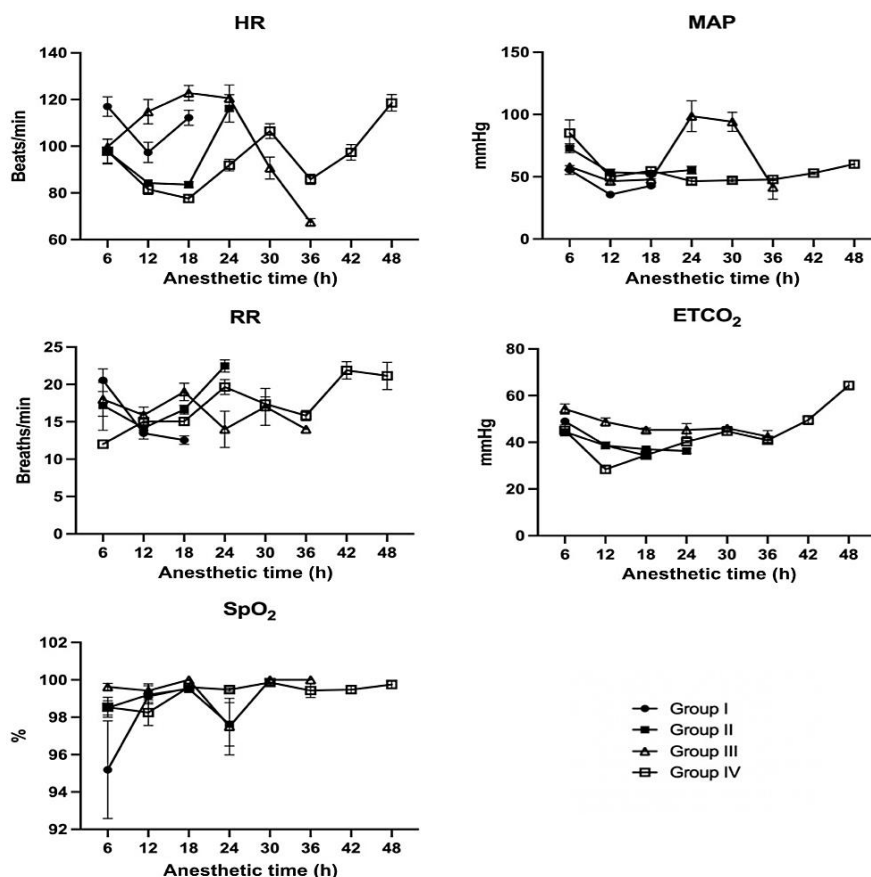 HR
140
120
100
80
60
Beats/min
6 12 18 24 30 36 42 48
Anesthetic time (h)
MAP
150
100
50
0
mmHg
6 12 18 24 30 36 42 48
Anesthetic time (h)
RR
25
20
15
10
5
0
Breaths/min
6 12 18 24 30 36 42 48
Anesthetic time (h)
ETCO₂
80
60
40
20
0
mmHg
6 12 18 24 30 36 42 48
Anesthetic time (h)
SpO₂
102
100
98
96
94
92
%
6 12 18 24 30 36 42 48
Anesthetic time (h)
Group I
Group II
Group III
Group IV